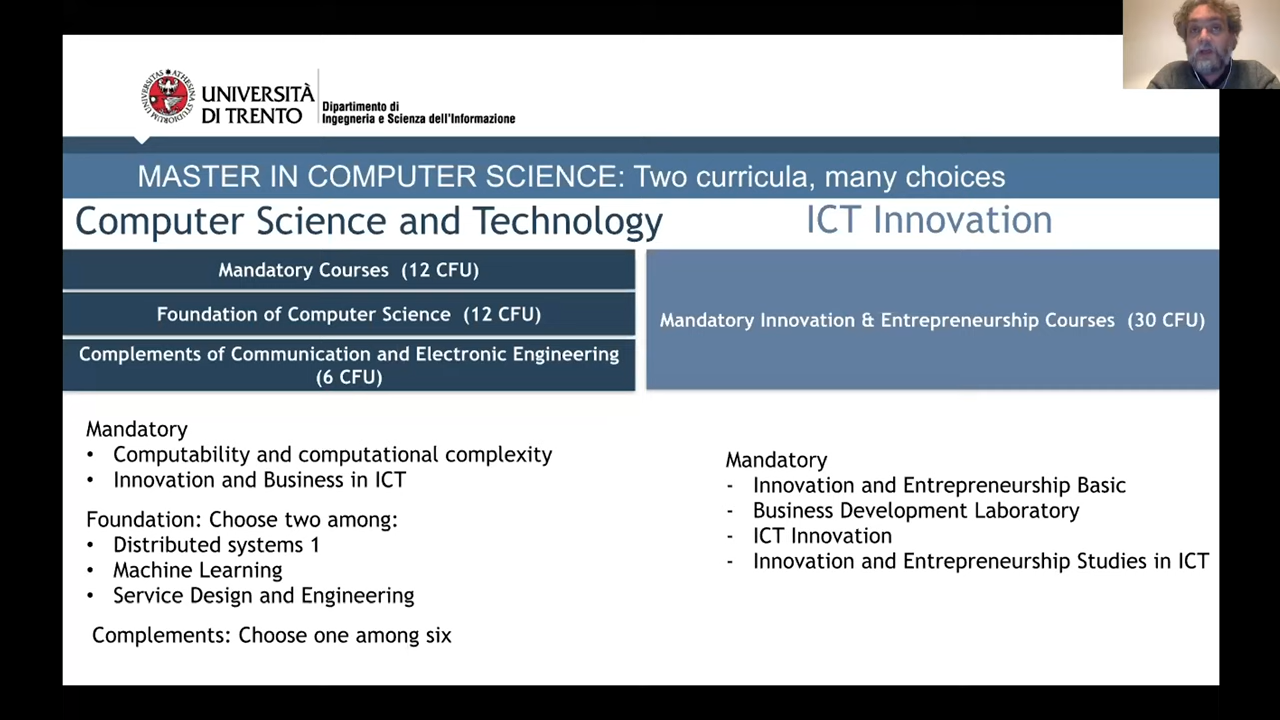 UNIVERSITÀ
DI TRENTO
Dipartimento di
Ingegneria e Scienza dell'Informazione
MASTER IN COMPUTER SCIENCE: Two curricula, many choices
Computer Science and Technology
Mandatory Courses (12 CFU)
Foundation of Computer Science (12 CFU)
Complements of Communication and Electronic Engineering
(6 CFU)
Mandatory
• Computability and computational complexity
• Innovation and Business in ICT
Foundation: Choose two among:
• Distributed systems 1
• Machine Learning
• Service Design and Engineering
Complements: Choose one among six
ICT Innovation
Mandatory Innovation & Entrepreneurship Courses (30 CFU)
Mandatory
- Innovation and Entrepreneurship Basic
- Business Development Laboratory
- ICT Innovation
- Innovation and Entrepreneurship Studies in ICT